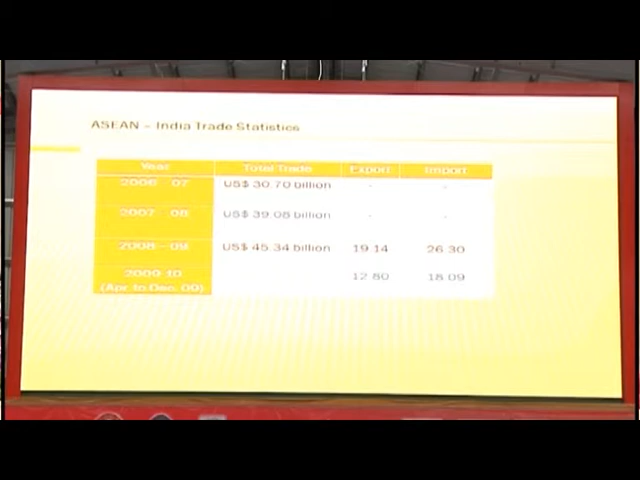 ASEAN – India Trade Statistics
Year Total Trade Export Import
2006 - 07 US$ 30.70 billion - -
2007 - 08 US$ 39.08 billion - -
2008 - 09 US$ 45.34 billion 19.14 26.30
2009-10 12.80 18.09
(Apr to Dec. 09)